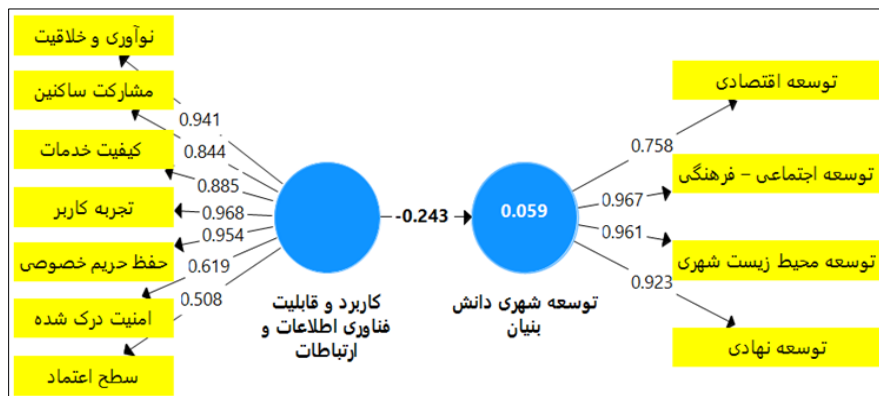 نوآوری و خلاقیت
مشارکت ساکنین
کیفیت خدمات
تجربه کاربر
حفظ حریم خصوصی
امنیت درک شده
سطح اعتماد
0.941
0.844
0.885
0.968
0.954
0.619
0.508
کاربرد و قابلیت
فناوری اطلاعات و
ارتباطات
-0.243
0.059
توسعه شهری دانش
بنیان
0.758
0.967
0.961
0.923
توسعه اقتصادی
توسعه اجتماعی – فرهنگی
توسعه محیط زیست شهری
توسعه نهادی